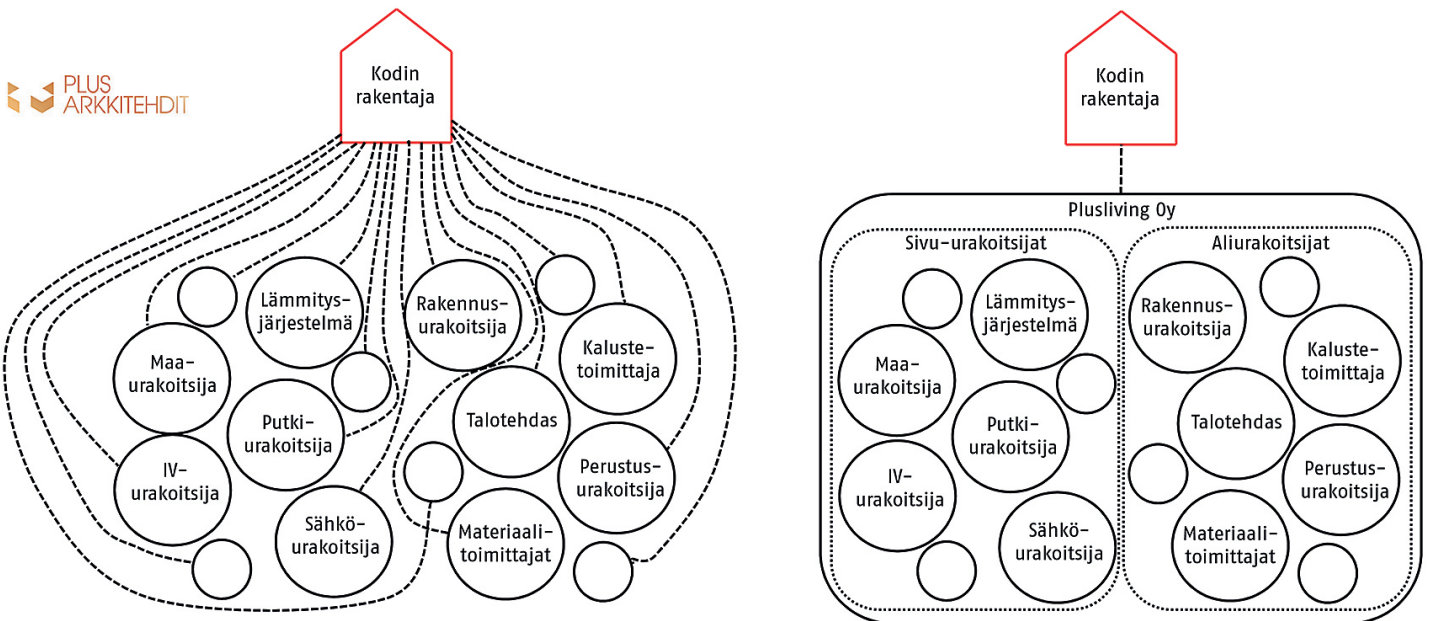 PLUS
ARKKITEHDIT
Kodin
rakentaja
Lämmitys-
järjestelmä
Rakennus-
urakoitsija
Maa-
urakoitsija
Kaluste-
toimittaja
Putki-
urakoitsija
Talotehdas
IV-
urakoitsija
Perustus-
urakoitsija
Sähkö-
urakoitsija
Materiaali-
toimittajat
Kodin
rakentaja
Plusliving Oy
Sivu-urakoitsijat
Lämmitys-
järjestelmä
Maa-
urakoitsija
Putki-
urakoitsija
IV-
urakoitsija
Sähkö-
urakoitsija
Aliurakoitsijat
Rakennus-
urakoitsija
Kaluste-
toimittaja
Talotehdas
Perustus-
urakoitsija
Materiaali-
toimittajat